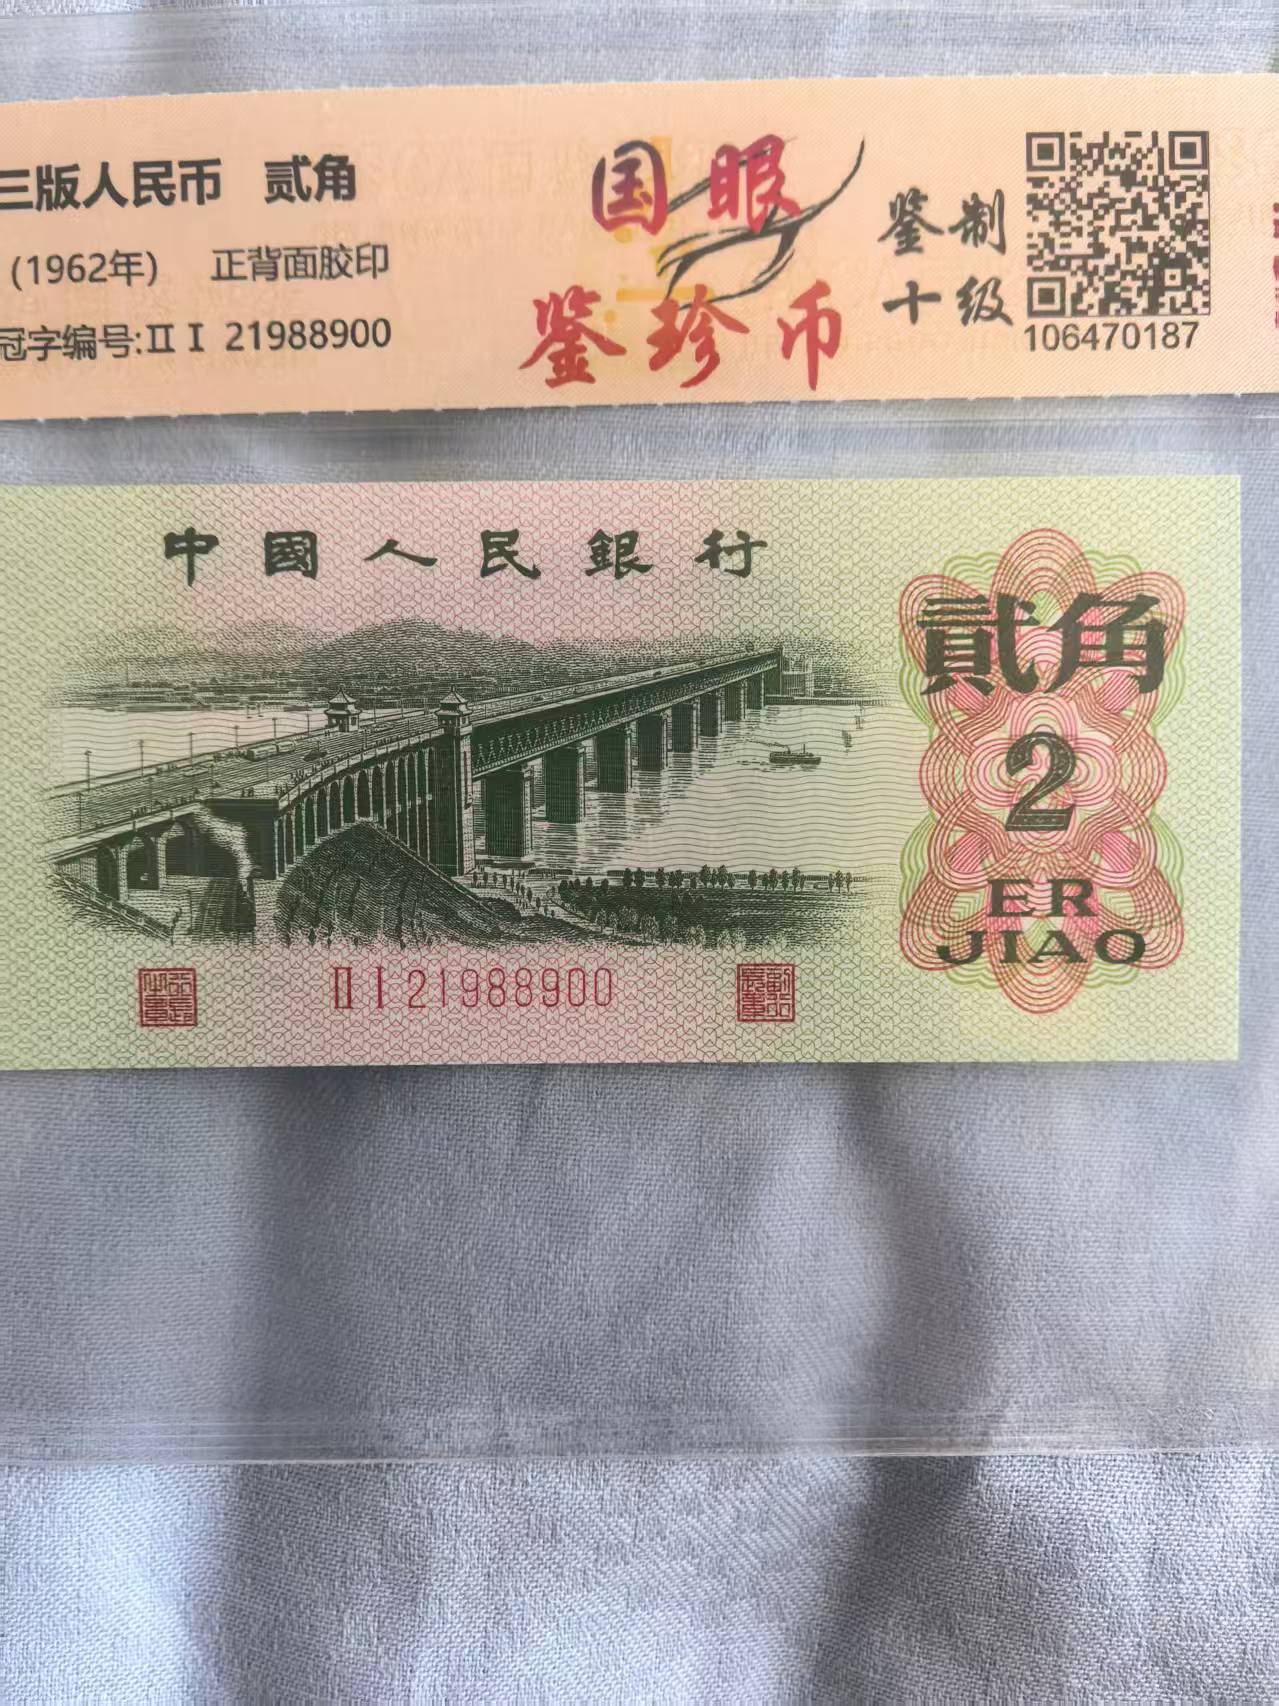 三版人民币 贰角
(1962年) 正背面胶印
冠字编号:ⅡⅠ 21988900
国眼
鉴珍币
鉴制
十级
106470187
中國人民銀行
貳角
2
ER
JIAO
ⅡⅠ21988900